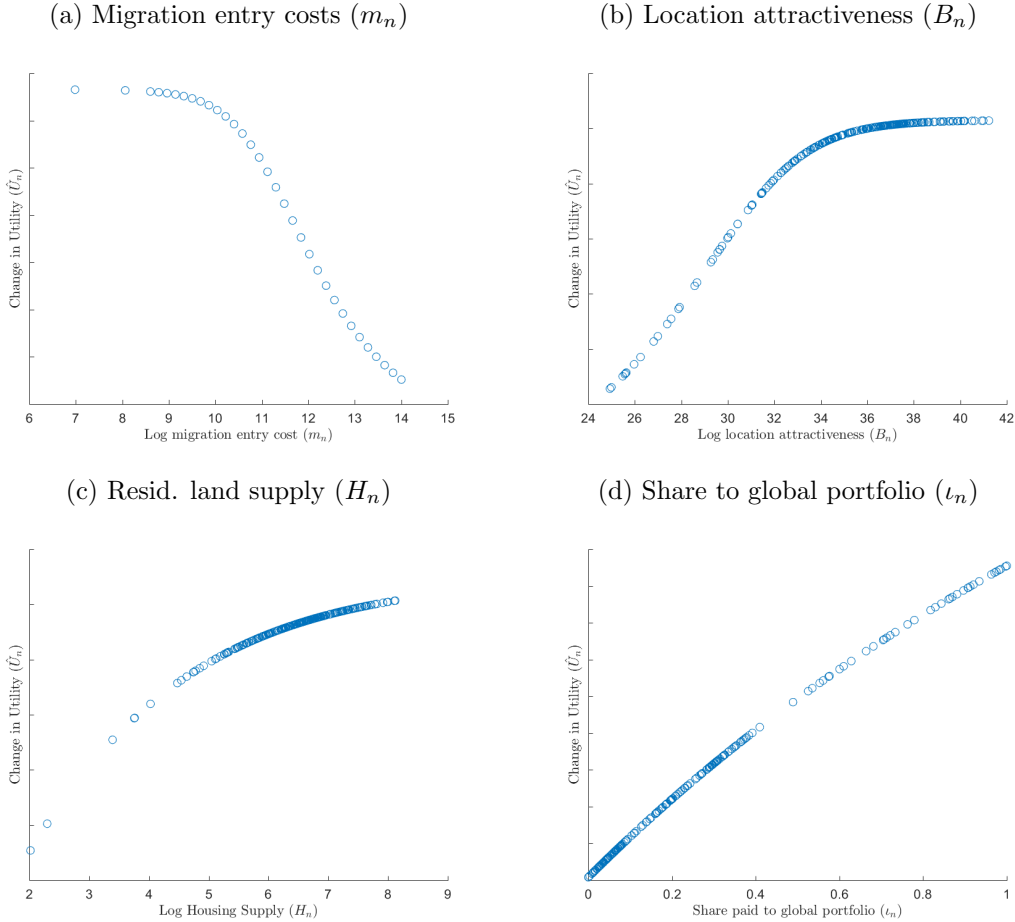 (a) Migration entry costs (mₙ)
Change in Utility (Ûₙ)
6 7 8 9 10 11 12 13 14 15
Log migration entry cost (mₙ)
(b) Location attractiveness (Bₙ)
Change in Utility (Ûₙ)
24 26 28 30 32 34 36 38 40 42
Log location attractiveness (Bₙ)
(c) Resid. land supply (Hₙ)
Change in Utility (Ûₙ)
2 3 4 5 6 7 8 9
Log Housing Supply (Hₙ)
(d) Share to global portfolio (ιₙ)
Change in Utility (Ûₙ)
0 0.2 0.4 0.6 0.8 1
Share paid to global portfolio (ιₙ)